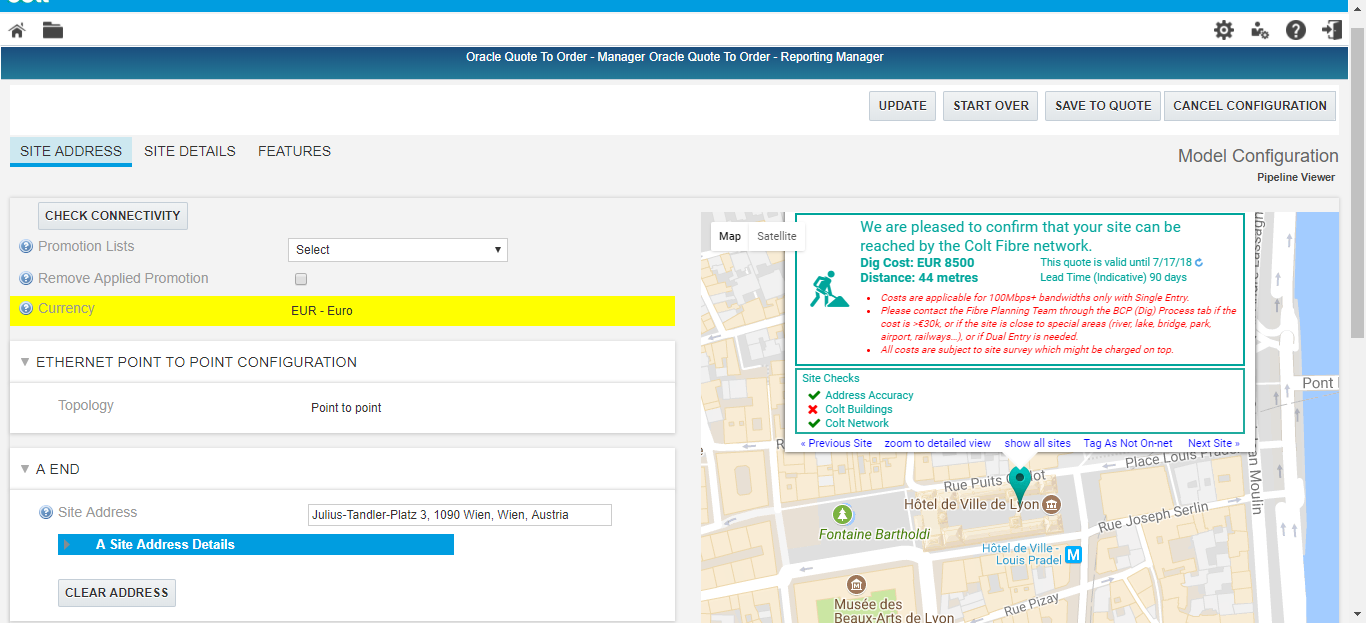 Oracle Quote To Order - Manager Oracle Quote To Order - Reporting Manager
UPDATE START OVER SAVE TO QUOTE CANCEL CONFIGURATION
SITE ADDRESS SITE DETAILS FEATURES
Model Configuration
Pipeline Viewer
CHECK CONNECTIVITY
Promotion Lists Select
Remove Applied Promotion
Currency EUR - Euro
ETHERNET POINT TO POINT CONFIGURATION
Topology Point to point
A END
Site Address Julius-Tandler-Platz 3, 1090 Wien, Wien, Austria
A Site Address Details
CLEAR ADDRESS
Map Satellite
We are pleased to confirm that your site can be
reached by the Colt Fibre network.
Dig Cost: EUR 8500 This quote is valid until 7/17/18
Distance: 44 metres Lead Time (Indicative) 90 days
• Costs are applicable for 100Mbps+ bandwidths only with Single Entry.
• Please contact the Fibre Planning Team through the BCP (Dig) Process tab if the
cost is >€30k, or if the site is close to special areas (river, lake, bridge, park,
airport, railways...), or if Dual Entry is needed.
• All costs are subject to site survey which might be charged on top.
Site Checks
Address Accuracy
Colt Buildings
Colt Network
« Previous Site zoom to detailed view show all sites Tag As Not On-net Next Site »
Pont
Place Louis Pradel
Rue Puits
Hôtel de Ville de Lyon
Rue Joseph Serlin
Fontaine Bartholdi
Hôtel de Ville -
Louis Pradel
M
Rue Pizay
Musée des
Beaux-Arts de Lyon